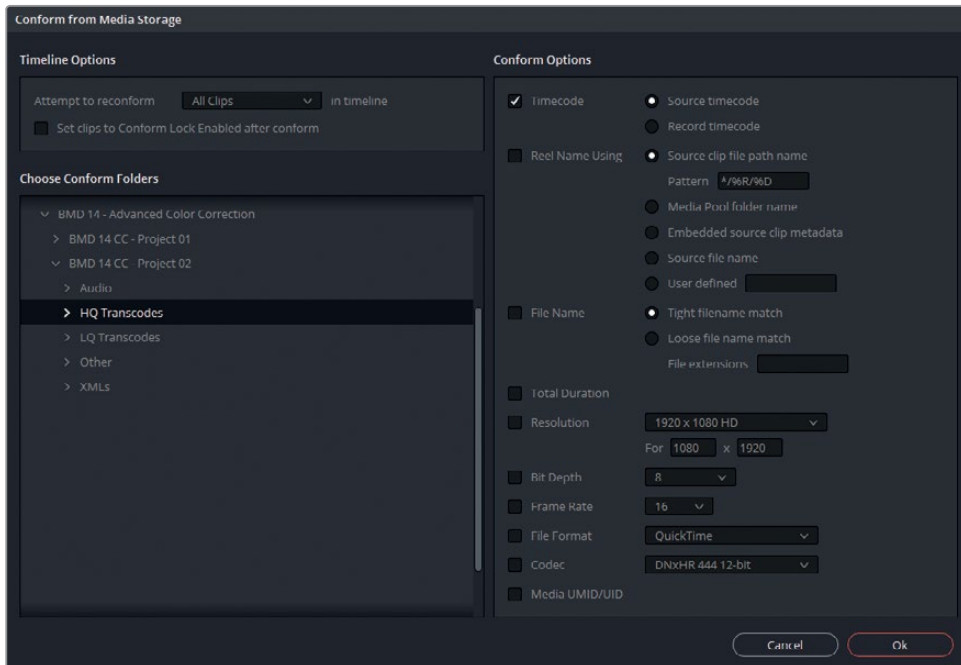 Conform from Media Storage
Timeline Options
Attempt to reconform All Clips in timeline
Set clips to Conform Lock Enabled after conform
Choose Conform Folders
BMD 14 - Advanced Color Correction
BMD 14 CC - Project 01
BMD 14 CC - Project 02
Audio
HQ Transcodes
LQ Transcodes
Other
XMLs
Conform Options
Timecode Source timecode
Record timecode
Reel Name Using Source clip file path name
Pattern */%R/%D
Media Pool folder name
Embedded source clip metadata
Source file name
User defined
File Name Tight filename match
Loose file name match
File extensions
Total Duration
Resolution 1920 x 1080 HD
For 1080 x 1920
Bit Depth 8
Frame Rate 16
File Format QuickTime
Codec DNxHR 444 12-bit
Media UMID/UID
Cancel Ok